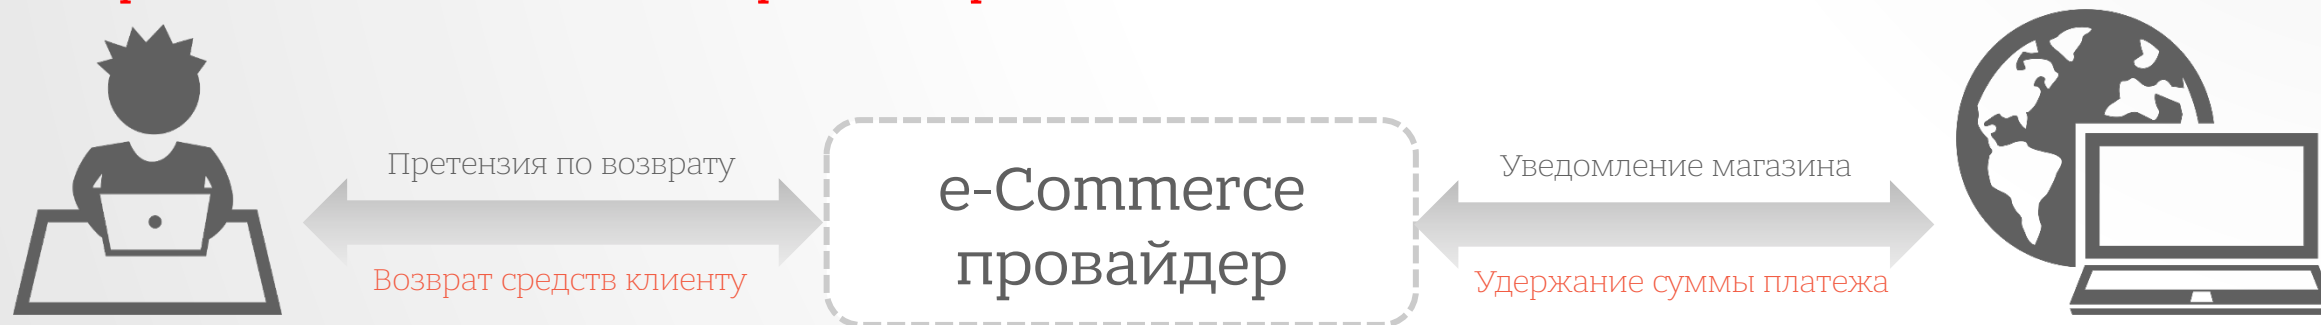 Претензия по возврату
Возврат средств клиенту
e-Commerce
провайдер
Уведомление магазина
Удержание суммы платежа